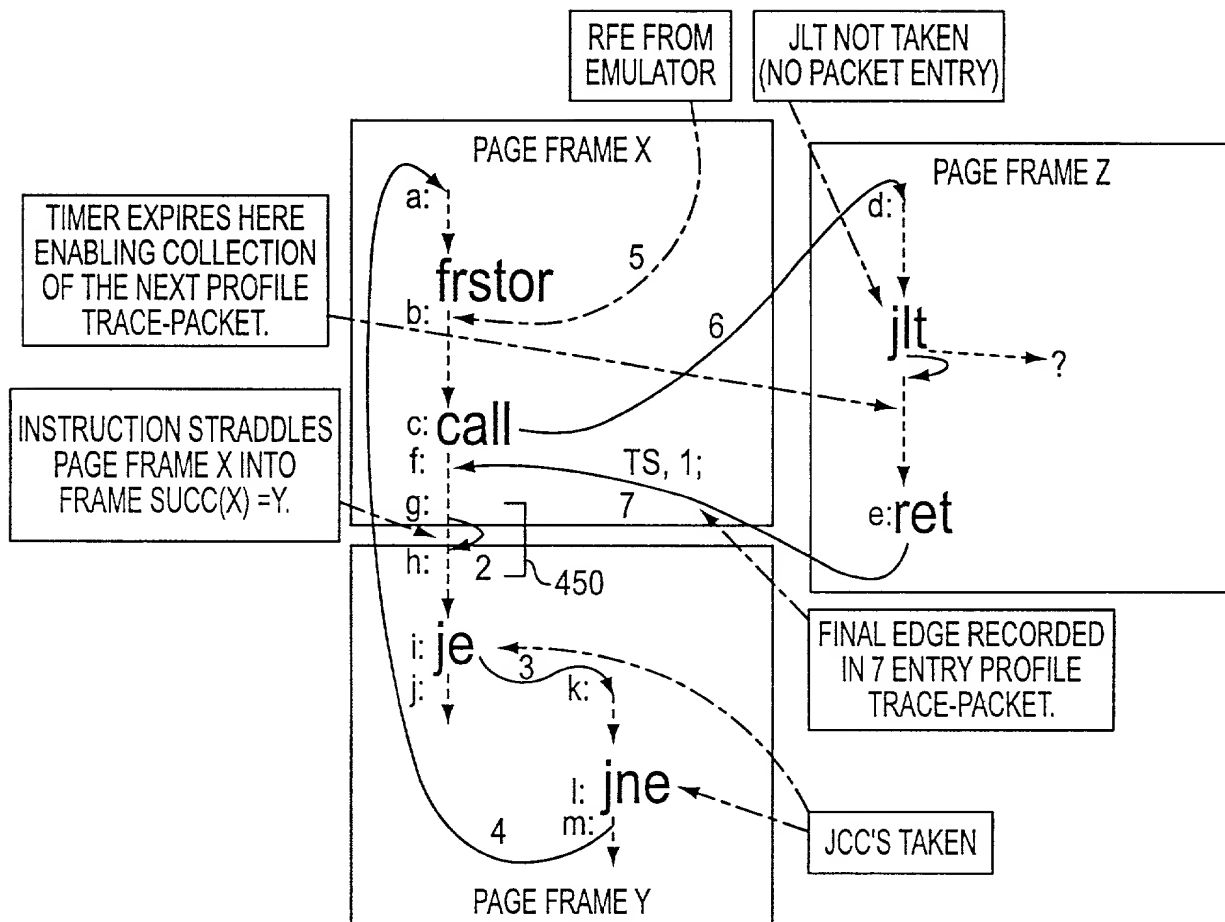 RFE FROM
EMULATOR
JLT NOT TAKEN
(NO PACKET ENTRY)
PAGE FRAME X
PAGE FRAME Z
TIMER EXPIRES HERE
ENABLING COLLECTION
OF THE NEXT PROFILE
TRACE-PACKET.
a:
frstor
b:
5
6
d:
jlt
?
INSTRUCTION STRADDLES
PAGE FRAME X INTO
FRAME SUCC(X) =Y.
c: call
f:
TS, 1;
7
g:
h:
2
450
e: ret
i: je
3
j:
k:
FINAL EDGE RECORDED
IN 7 ENTRY PROFILE
TRACE-PACKET.
l: jne
m:
4
JCC'S TAKEN
PAGE FRAME Y